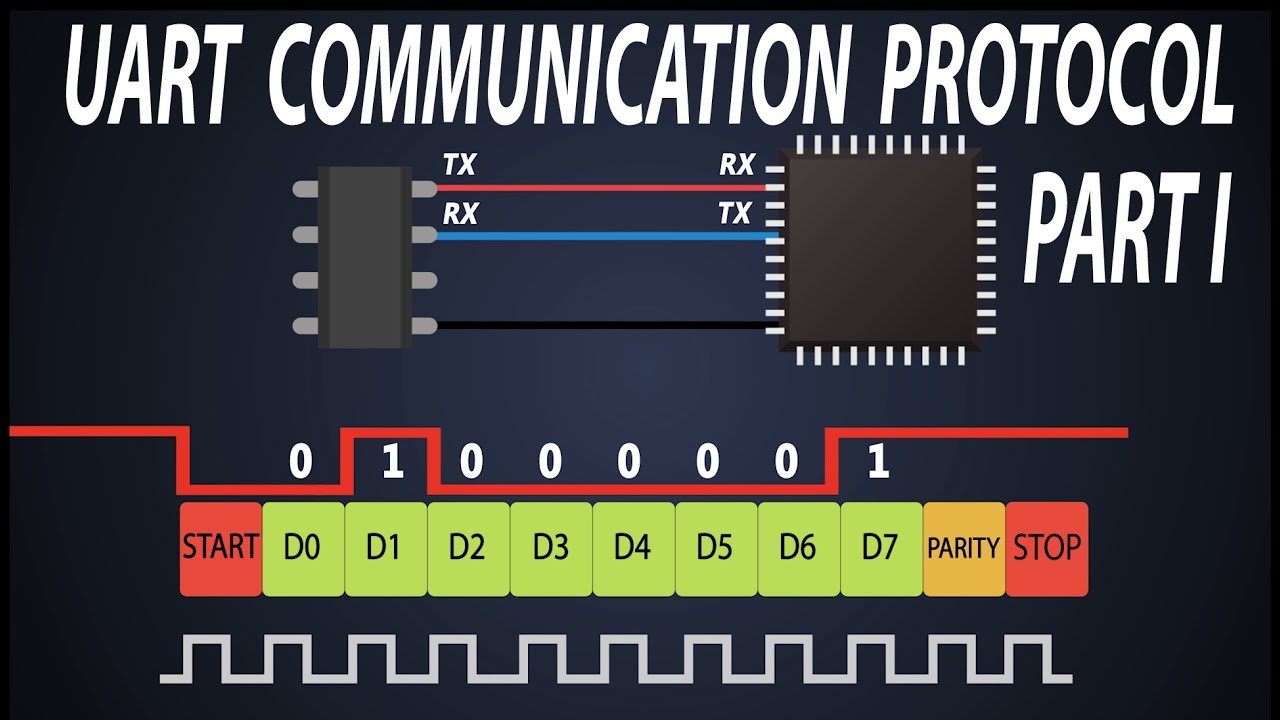 UART COMMUNICATION PROTOCOL
PART I
TX RX
RX TX
0 1 0 0 0 0 0 1
START D0 D1 D2 D3 D4 D5 D6 D7 PARITY STOP